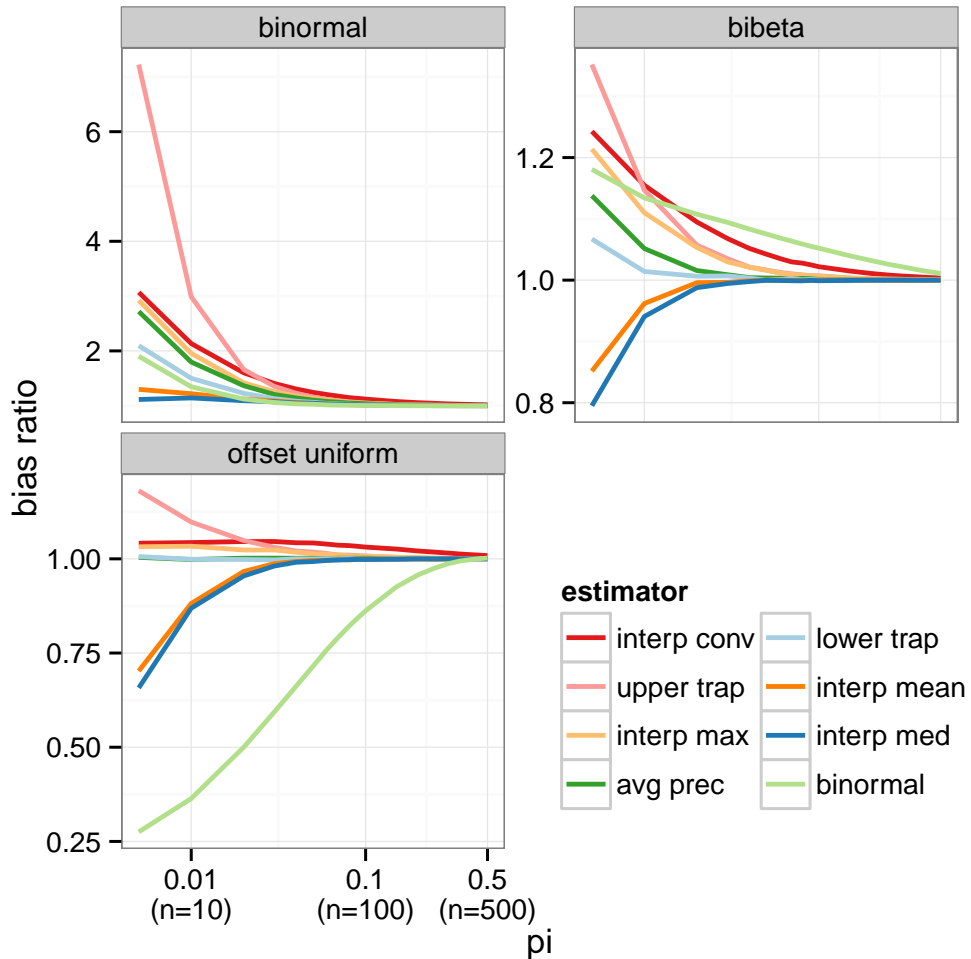 binormal
bibeta
6
4
2
1.2
1.0
0.8
bias ratio
offset uniform
1.00
0.75
0.50
0.25
0.01
(n=10)
0.1
(n=100)
0.5
(n=500)
pi
estimator
interp conv
upper trap
interp max
avg prec
lower trap
interp mean
interp med
binormal